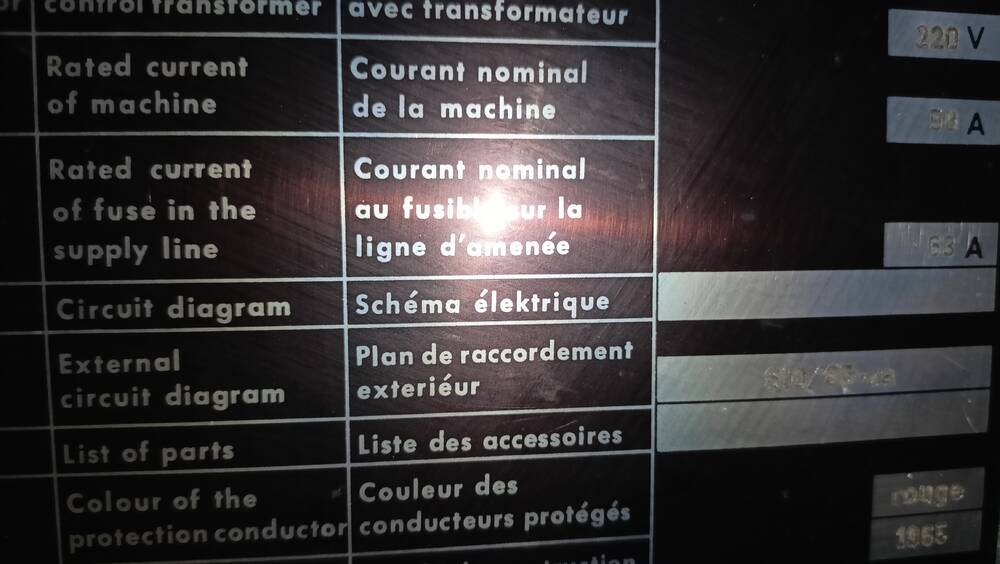 control transformer
avec transformateur
220 V
Rated current
of machine
Courant nominal
de la machine
A
Rated current
of fuse in the
supply line
Courant nominal
au fusible sur la
ligne d'amenée
63 A
Circuit diagram
Schéma élektrique
External
circuit diagram
Plan de raccordement
exteriéur
List of parts
Liste des accessoires
Colour of the
protection conductor
Couleur des
conducteurs protégés
rouge
1955